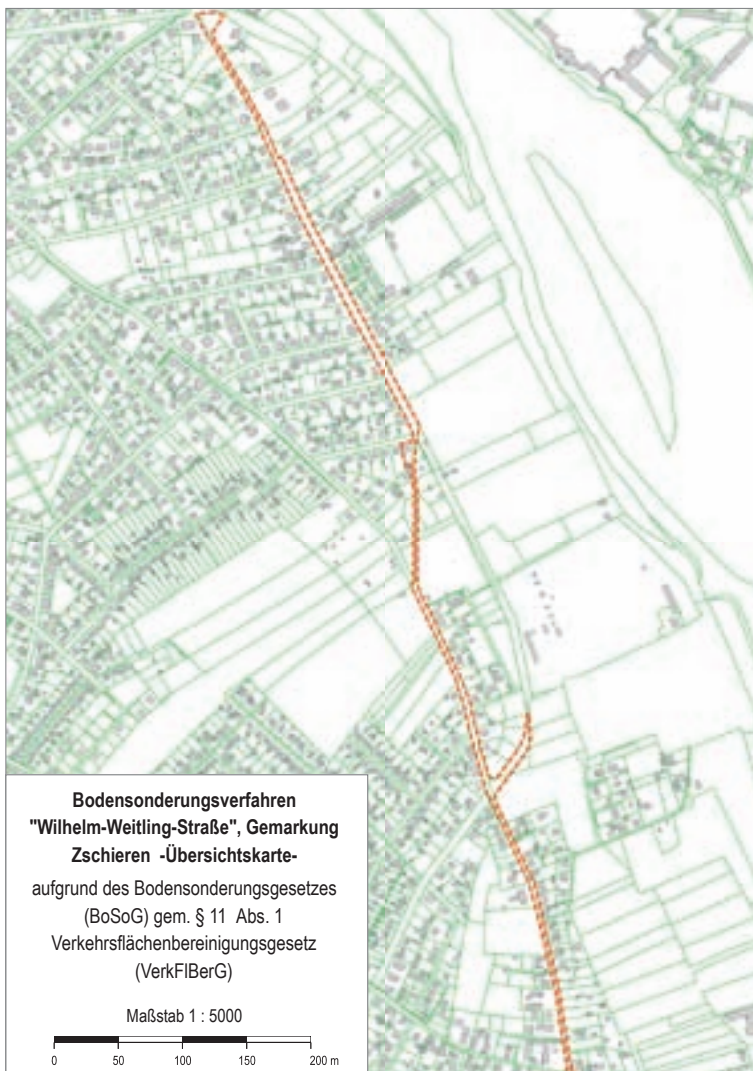 Bodensonderungsverfahren
"Wilhelm-Weitling-Straße", Gemarkung
Zschieren -Übersichtskarte-
aufgrund des Bodensonderungsgesetzes
(BoSoG) gem. § 11 Abs. 1
Verkehrsflächenbereinigungsgesetz
(VerkFlBerG)
Maßstab 1 : 5000
0 50 100 150 200 m